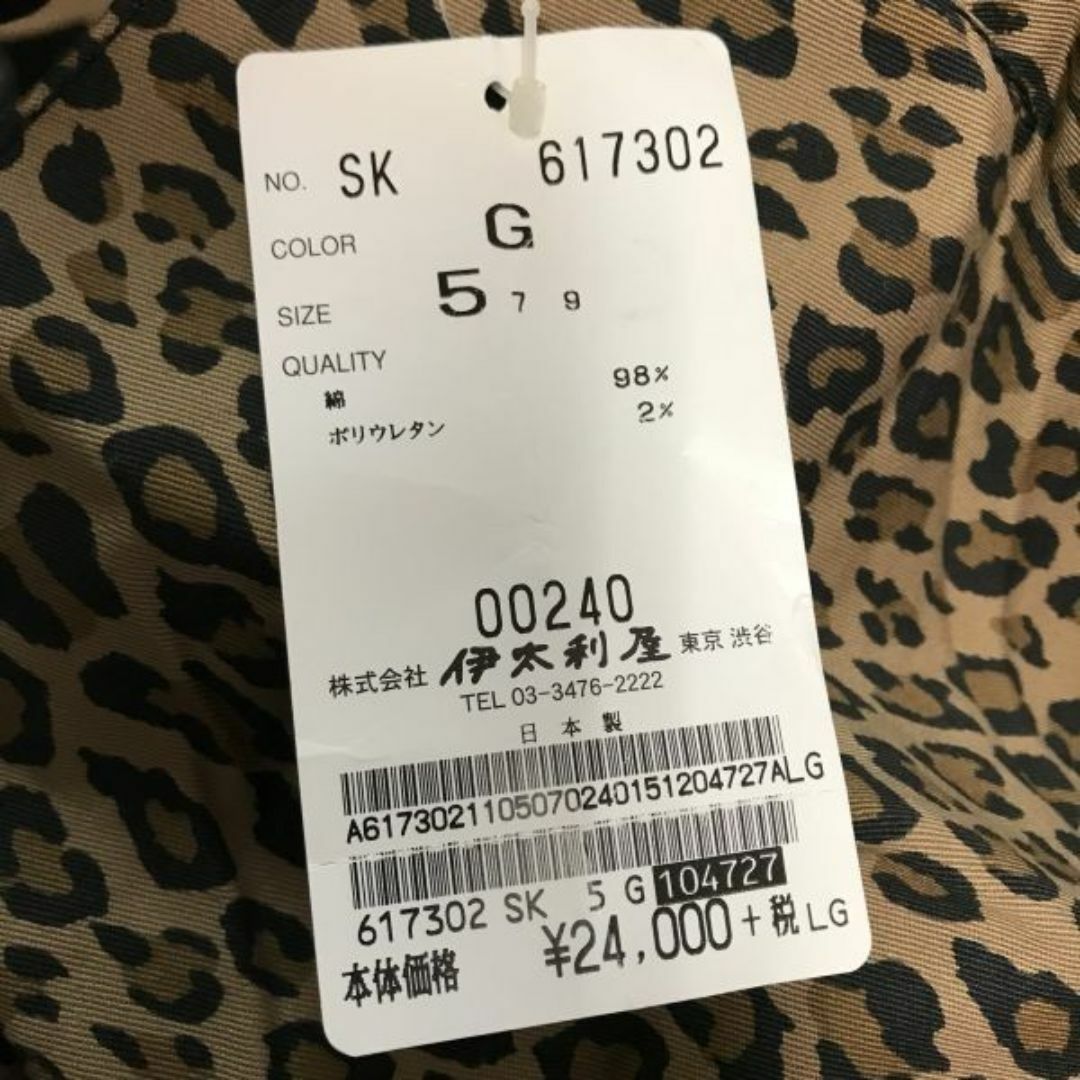 NO. SK 617302
COLOR G
SIZE 5 7 9
QUALITY
綿 98%
ポリウレタン 2%
00240
株式会社 伊太利屋 東京 渋谷
TEL 03-3476-2222
日本製
A6173021105070240151204727ALG
617302 SK 5 G 104727
本体価格 ¥24,000+税 LG